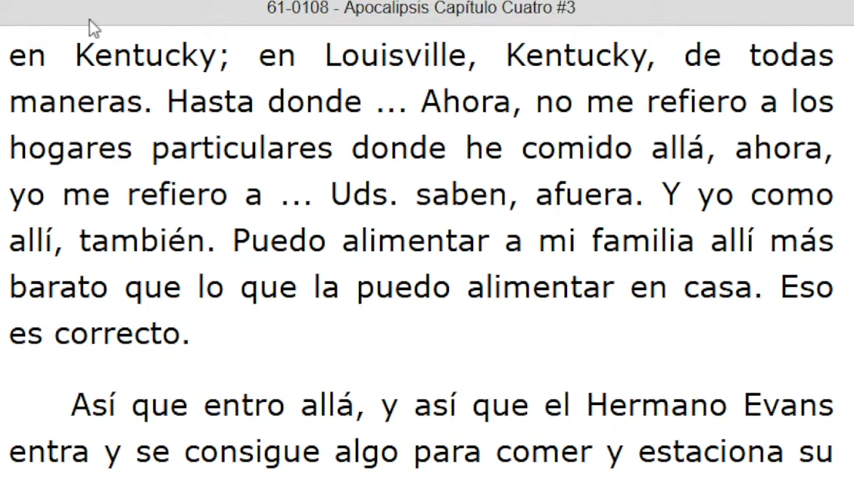 61-0108 - Apocalipsis Capítulo Cuatro #3
en Kentucky; en Louisville, Kentucky, de todas
maneras. Hasta donde ... Ahora, no me refiero a los
hogares particulares donde he comido allá, ahora,
yo me refiero a ... Uds. saben, afuera. Y yo como
allí, también. Puedo alimentar a mi familia allí más
barato que lo que la puedo alimentar en casa. Eso
es correcto.
Así que entro allá, y así que el Hermano Evans
entra y se consigue algo para comer y estaciona su